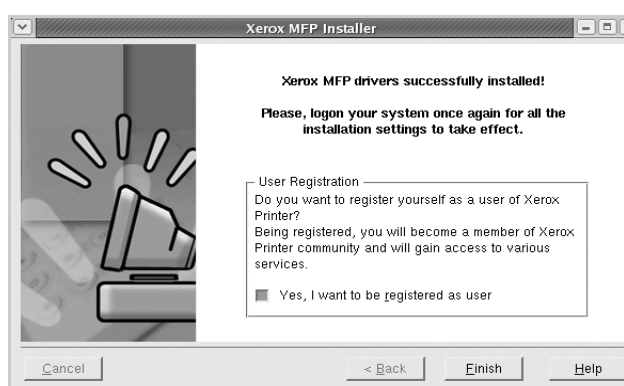 Xerox MFP Installer
Xerox MFP drivers successfully installed!
Please, logon your system once again for all the
installation settings to take effect.
User Registration
Do you want to register yourself as a user of Xerox
Printer?
Being registered, you will become a member of Xerox
Printer community and will gain access to various
services.
Yes, I want to be registered as user
Cancel
< Back
Finish
Help